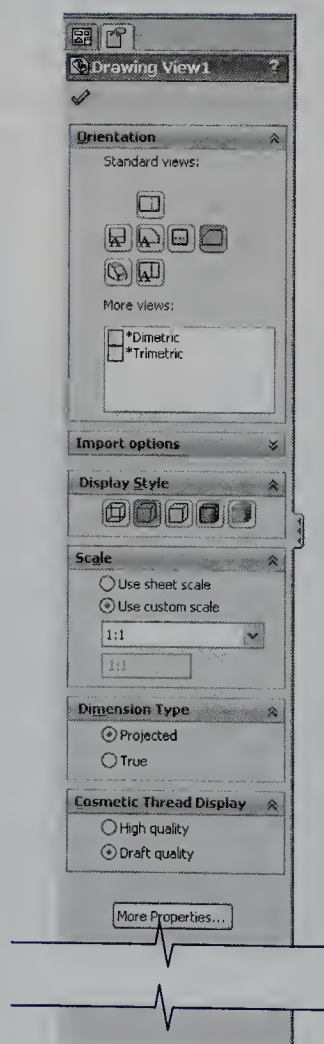 Drawing View1 ?
Orientation
Standard views:
More views:
*Dimetric
*Trimetric
Import options
Display Style
Scale
Use sheet scale
Use custom scale
1:1
1:1
Dimension Type
Projected
True
Cosmetic Thread Display
High quality
Draft quality
More Properties...